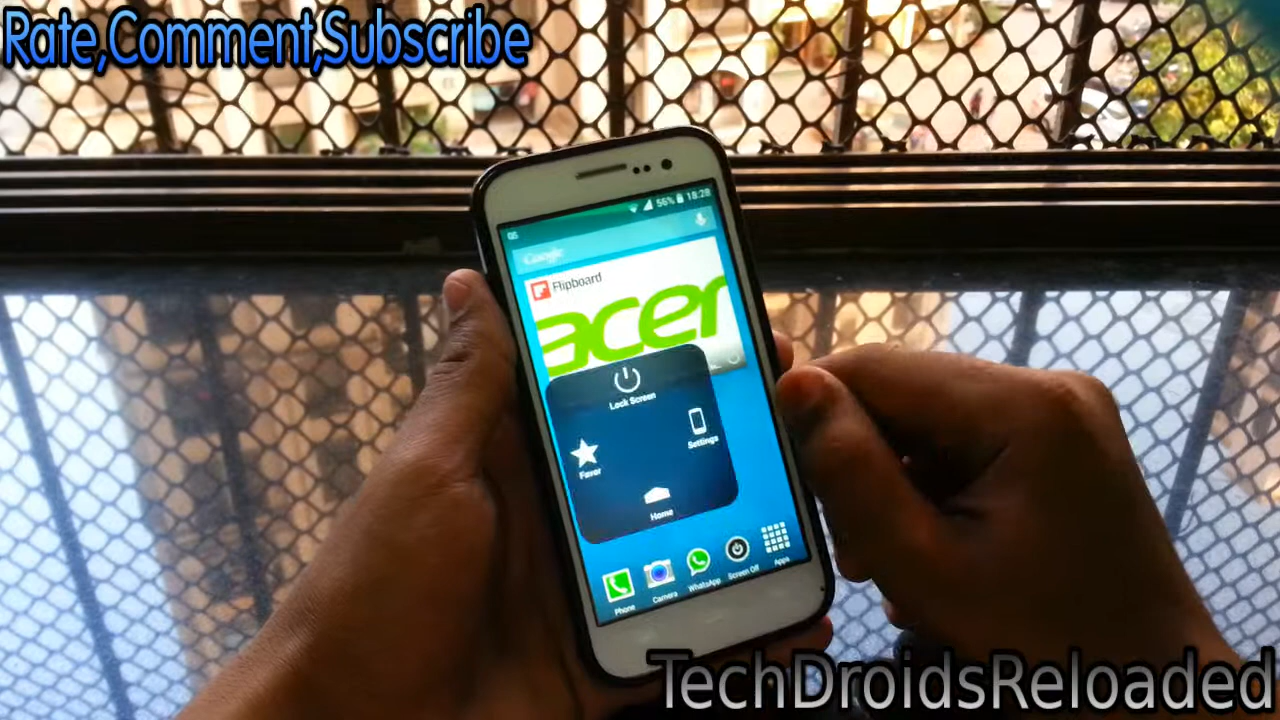 Rate,Comment,Subscribe
56% 18:28
Google
Flipboard
acer
Lock Screen
Settings
Favor
Home
Phone
Camera
WhatsApp
Screen Off
Apps
TechDroidsReloaded